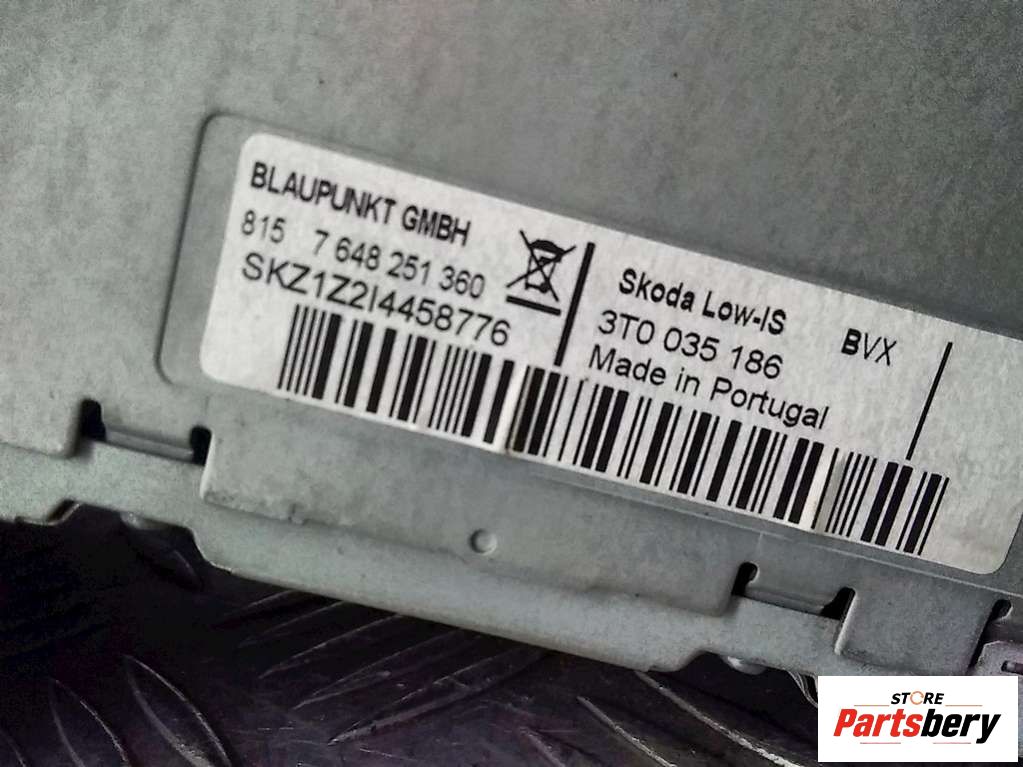 BLAUPUNKT GMBH
815 7 648 251 360
SKZ1Z2I4458776
Skoda Low-IS BVX
3T0 035 186
Made in Portugal
STORE
Partsbery